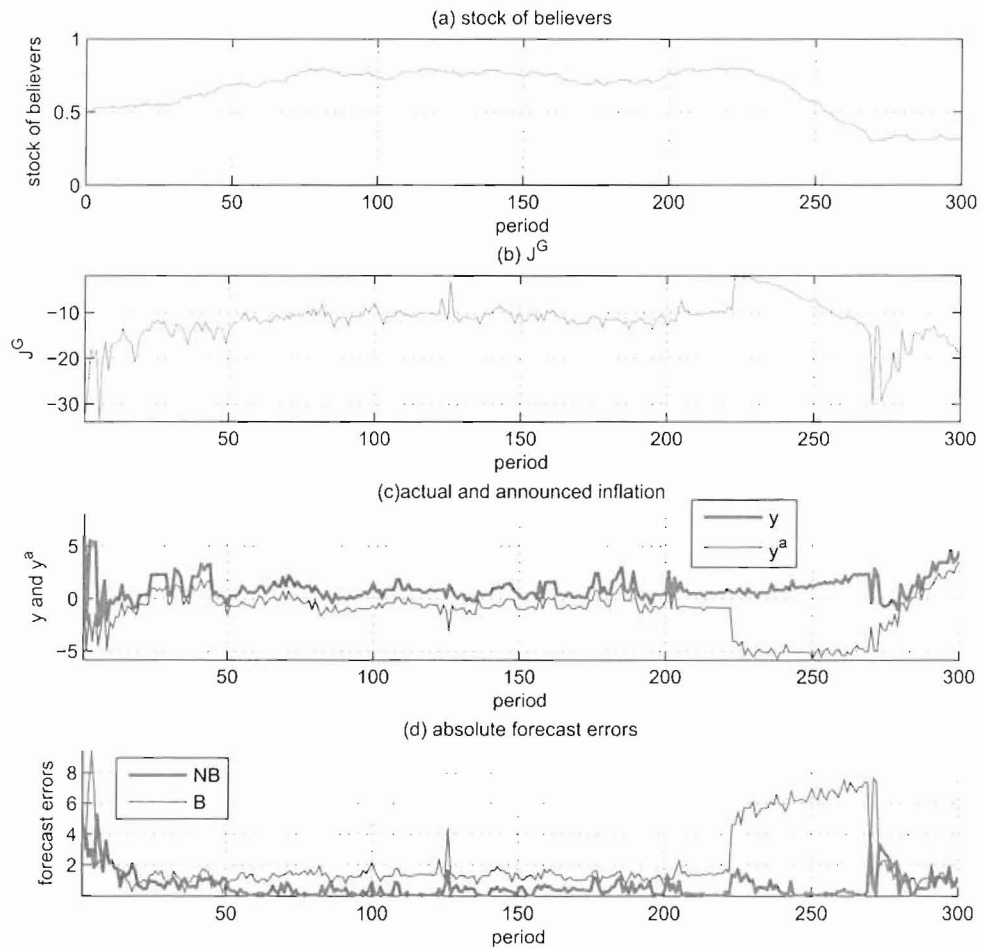 (a) stock of believers
1
0.5
0
stock of believers
0 50 100 150 200 250 300
period
(b) J^G
-10
-20
-30
J^G
50 100 150 200 250 300
period
(c)actual and announced inflation
y
y^a
5
0
-5
y and y^a
50 100 150 200 250 300
period
(d) absolute forecast errors
NB
B
8
6
4
2
forecast errors
50 100 150 200 250 300
period